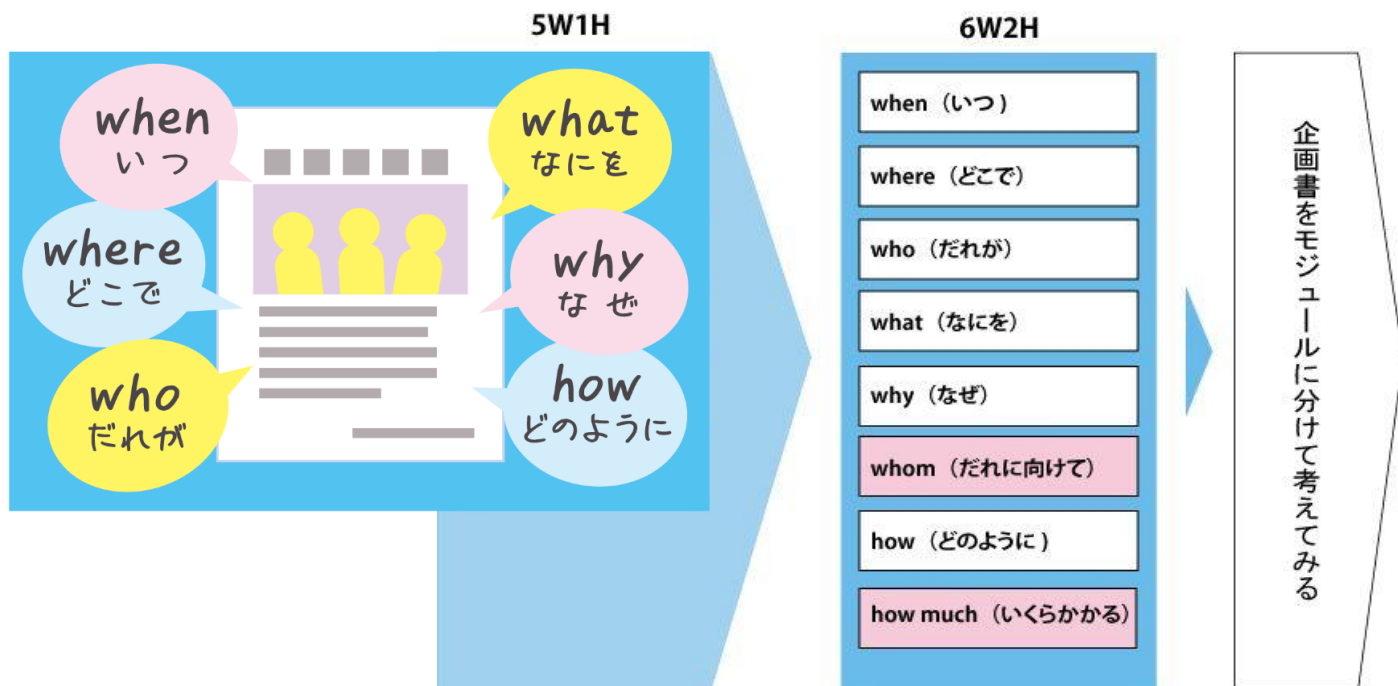 5W1H
when
いつ
where
どこで
who
だれが
what
なにを
why
なぜ
how
どのように
6W2H
when（いつ)
where（どこで）
who（だれが）
what（なにを）
why（なぜ）
whom（だれに向けて）
how（どのように)
how much（いくらかかる）
企画書をモジュールに分けて考えてみる